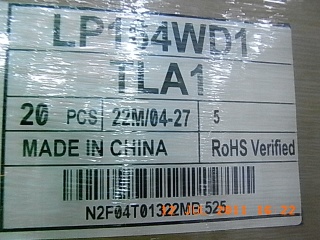 LP154WD1
TLA1
20 PCS 22M/04-27 5
MADE IN CHINA RoHS Verified
N2F04T01322MB 525